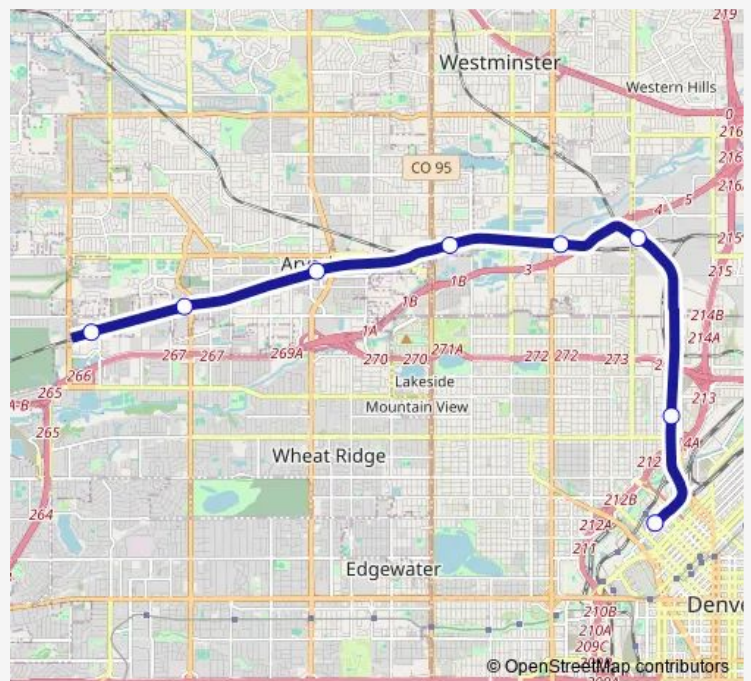 219
Westminster
Western Hills
0
216
216
216
CO 95
4
5
215
Arv
215
1B
3
1B
214B
1A
214A
267
267
269A
270
270
271A
272
272
273
2
266
Lakeside
265
213
A-B
Mountain View
265
4A
Wheat Ridge
212
264
212B
212A
211
Edgewater
210B
Denve
210A
209C
© OpenStreetMap contributors